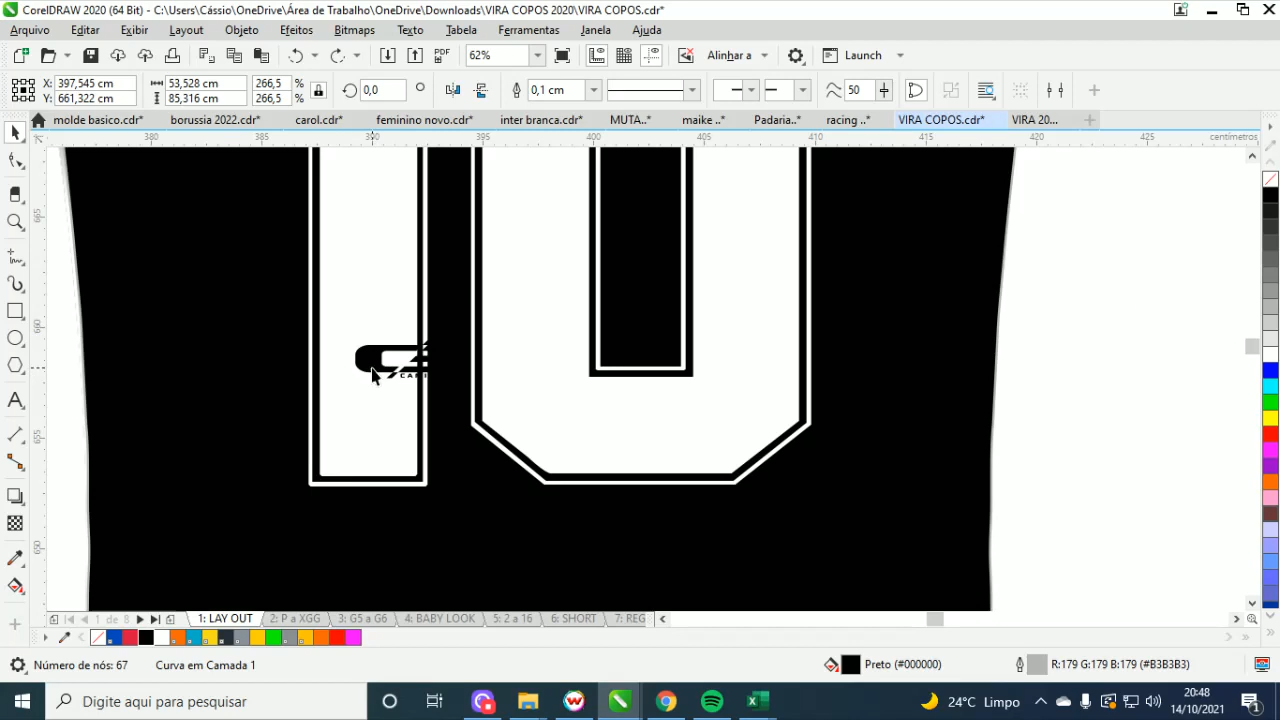 CorelDRAW 2020 (64 Bit) - C:\Users\Cássio\OneDrive\Área de Trabalho\OneDrive\Downloads\VIRA COPOS 2020\VIRA COPOS.cdr*
Arquivo Editar Exibir Layout Objeto Efeitos Bitmaps Texto Tabela Ferramentas Janela Ajuda
PDF 62% Alinhar a Launch
X: 397,545 cm 53,528 cm 266,5 % 0,0 0,1 cm 50
Y: 661,322 cm 85,316 cm 266,5 %
molde basico.cdr* borussia 2022.cdr* carol.cdr* feminino novo.cdr* inter branca.cdr* MUTA..* maike ..* Padaria..* racing ..* VIRA COPOS.cdr* VIRA 20...
380 385 390 395 400 405 410 415 420 425 centímetros
665
660
655
650
10
1 de 8 1: LAY OUT 2: P a XGG 3: G5 a G6 4: BABY LOOK 5: 2 a 16 6: SHORT 7: REG
Número de nós: 67 Curva em Camada 1 Preto (#000000) R:179 G:179 B:179 (#B3B3B3)
Digite aqui para pesquisar 24°C Limpo 20:48
14/10/2021 1